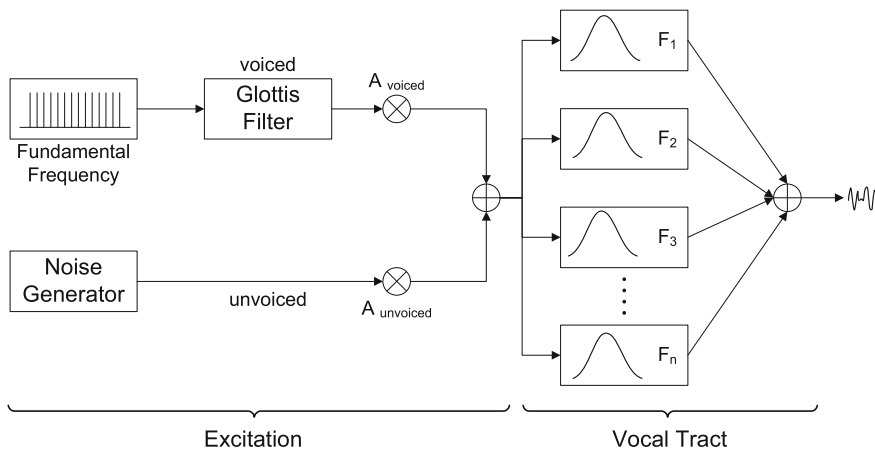 voiced
Glottis
Filter
A voiced
Fundamental
Frequency
Noise
Generator
unvoiced
A unvoiced
F1
F2
F3
Fn
Excitation
Vocal Tract